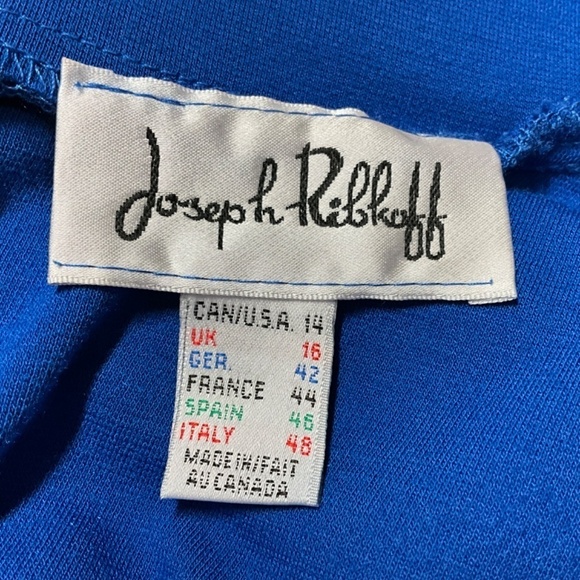 Joseph Ribkoff
CAN/U.S.A. 14
UK 16
GER. 42
FRANCE 44
SPAIN 46
ITALY 48
MADE IN/FAIT
AU CANADA